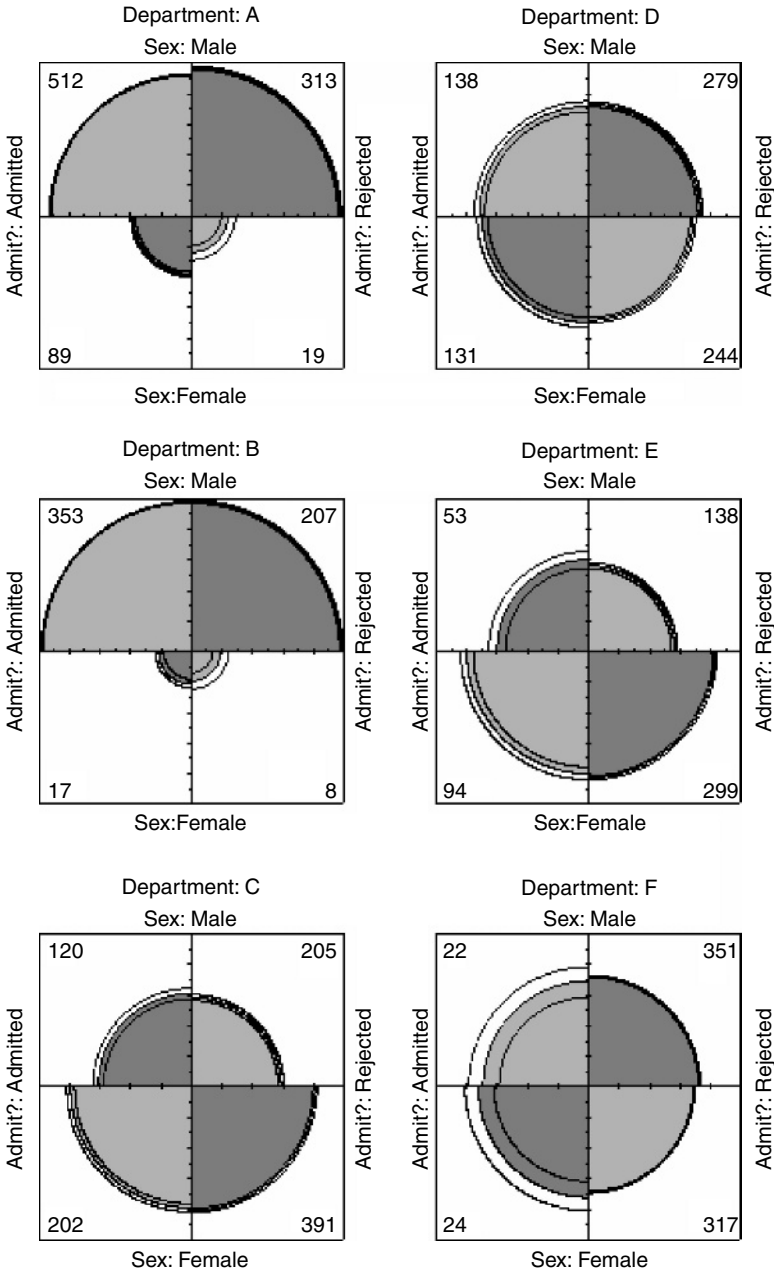 Department: A
Sex: Male
512
313
Admit?: Admitted
Admit?: Rejected
89
19
Sex:Female
Department: D
Sex: Male
138
279
Admit?: Admitted
Admit?: Rejected
131
244
Sex:Female
Department: B
Sex: Male
353
207
Admit?: Admitted
Admit?: Rejected
17
8
Sex:Female
Department: E
Sex: Male
53
138
Admit?: Admitted
Admit?: Rejected
94
299
Sex:Female
Department: C
Sex: Male
120
205
Admit?: Admitted
Admit?: Rejected
202
391
Sex: Female
Department: F
Sex: Male
22
351
Admit?: Admitted
Admit?: Rejected
24
317
Sex: Female